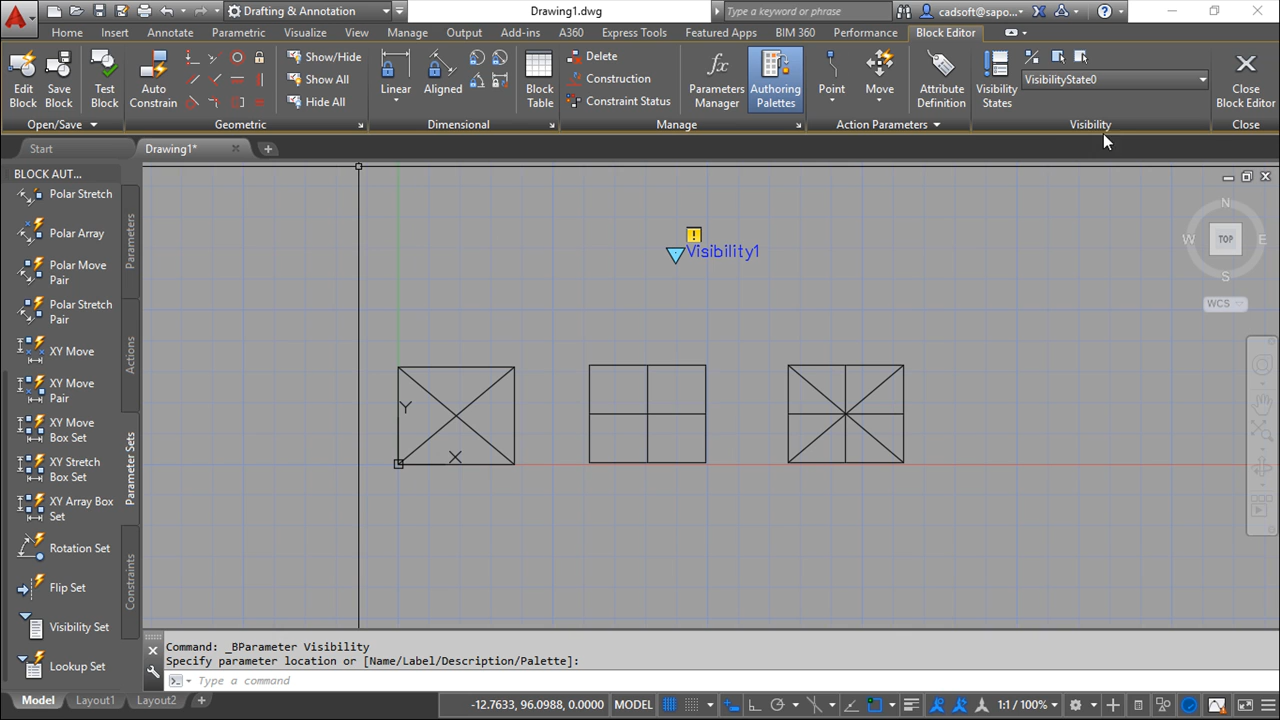 Drafting & Annotation
Drawing1.dwg
Type a keyword or phrase
cadsoft@sapo...
Home Insert Annotate Parametric Visualize View Manage Output Add-ins A360 Express Tools Featured Apps BIM 360 Performance Block Editor
Edit Block
Save Block
Test Block
Auto Constrain
Show/Hide
Show All
Hide All
Linear
Aligned
Block Table
Delete
Construction
Constraint Status
fx
Parameters Manager
Authoring Palettes
Point
Move
Attribute Definition
Visibility States
VisibilityState0
Close Block Editor
Open/Save Geometric Dimensional Manage Action Parameters Visibility Close
Start Drawing1*
BLOCK AUT...
Polar Stretch
Polar Array
Polar Move
Pair
Polar Stretch
Pair
XY Move
XY Move
Pair
XY Move
Box Set
XY Stretch
Box Set
XY Array Box
Set
Rotation Set
Flip Set
Visibility Set
Lookup Set
Parameters
Actions
Parameter Sets
Constraints
!
Visibility1
Y
X
N
W TOP E
S
WCS
Command: _BParameter Visibility
Specify parameter location or [Name/Label/Description/Palette]:
Type a command
Model Layout1 Layout2
-12.7633, 96.0988, 0.0000 MODEL
1:1 / 100%